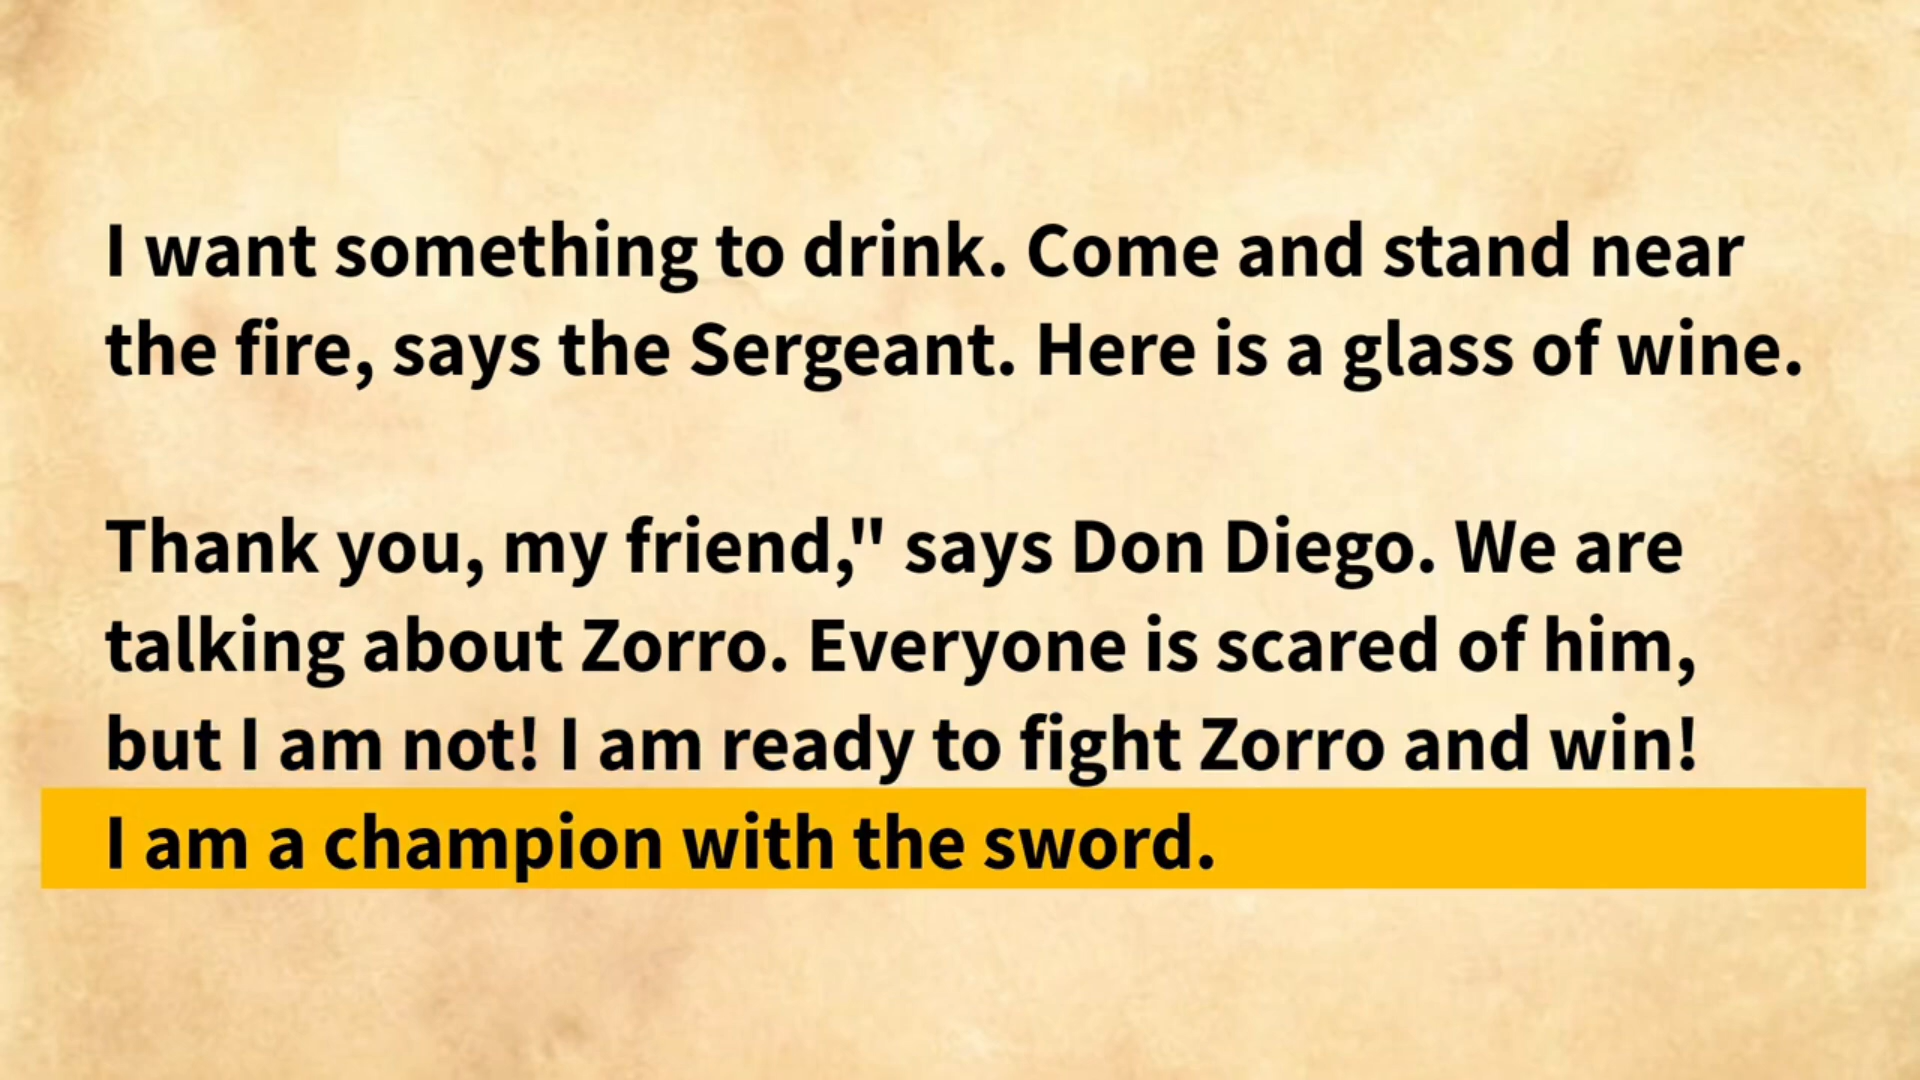 I want something to drink. Come and stand near
the fire, says the Sergeant. Here is a glass of wine.
Thank you, my friend," says Don Diego. We are
talking about Zorro. Everyone is scared of him,
but I am not! I am ready to fight Zorro and win!
I am a champion with the sword.